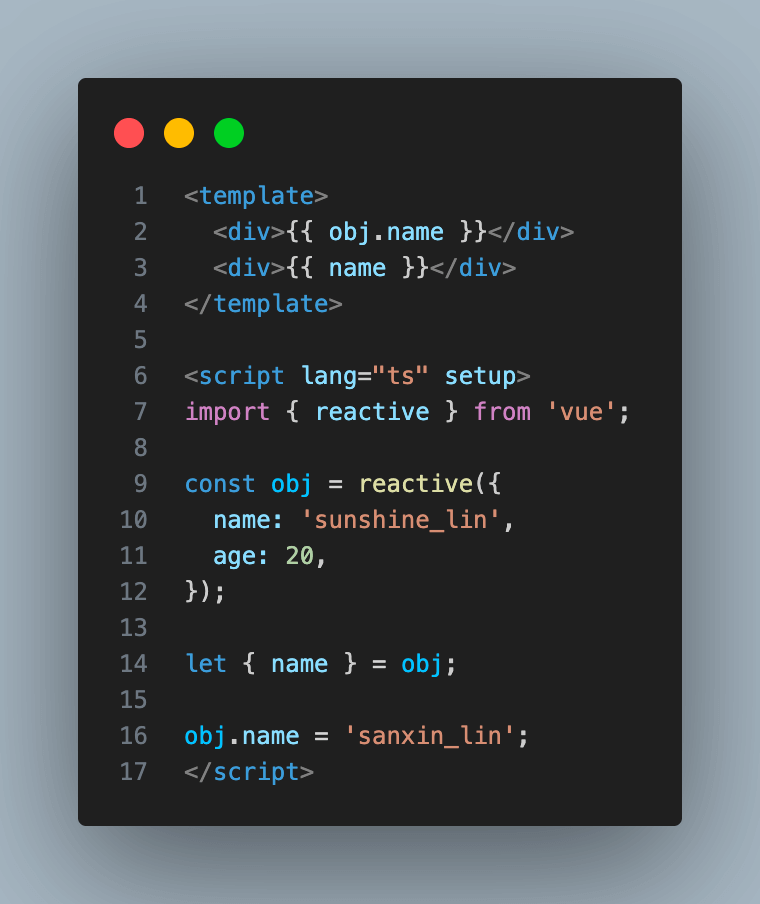 1 <template>
2   <div>{{ obj.name }}</div>
3   <div>{{ name }}</div>
4 </template>
5
6 <script lang="ts" setup>
7 import { reactive } from 'vue';
8
9 const obj = reactive({
10   name: 'sunshine_lin',
11   age: 20,
12 });
13
14 let { name } = obj;
15
16 obj.name = 'sanxin_lin';
17 </script>